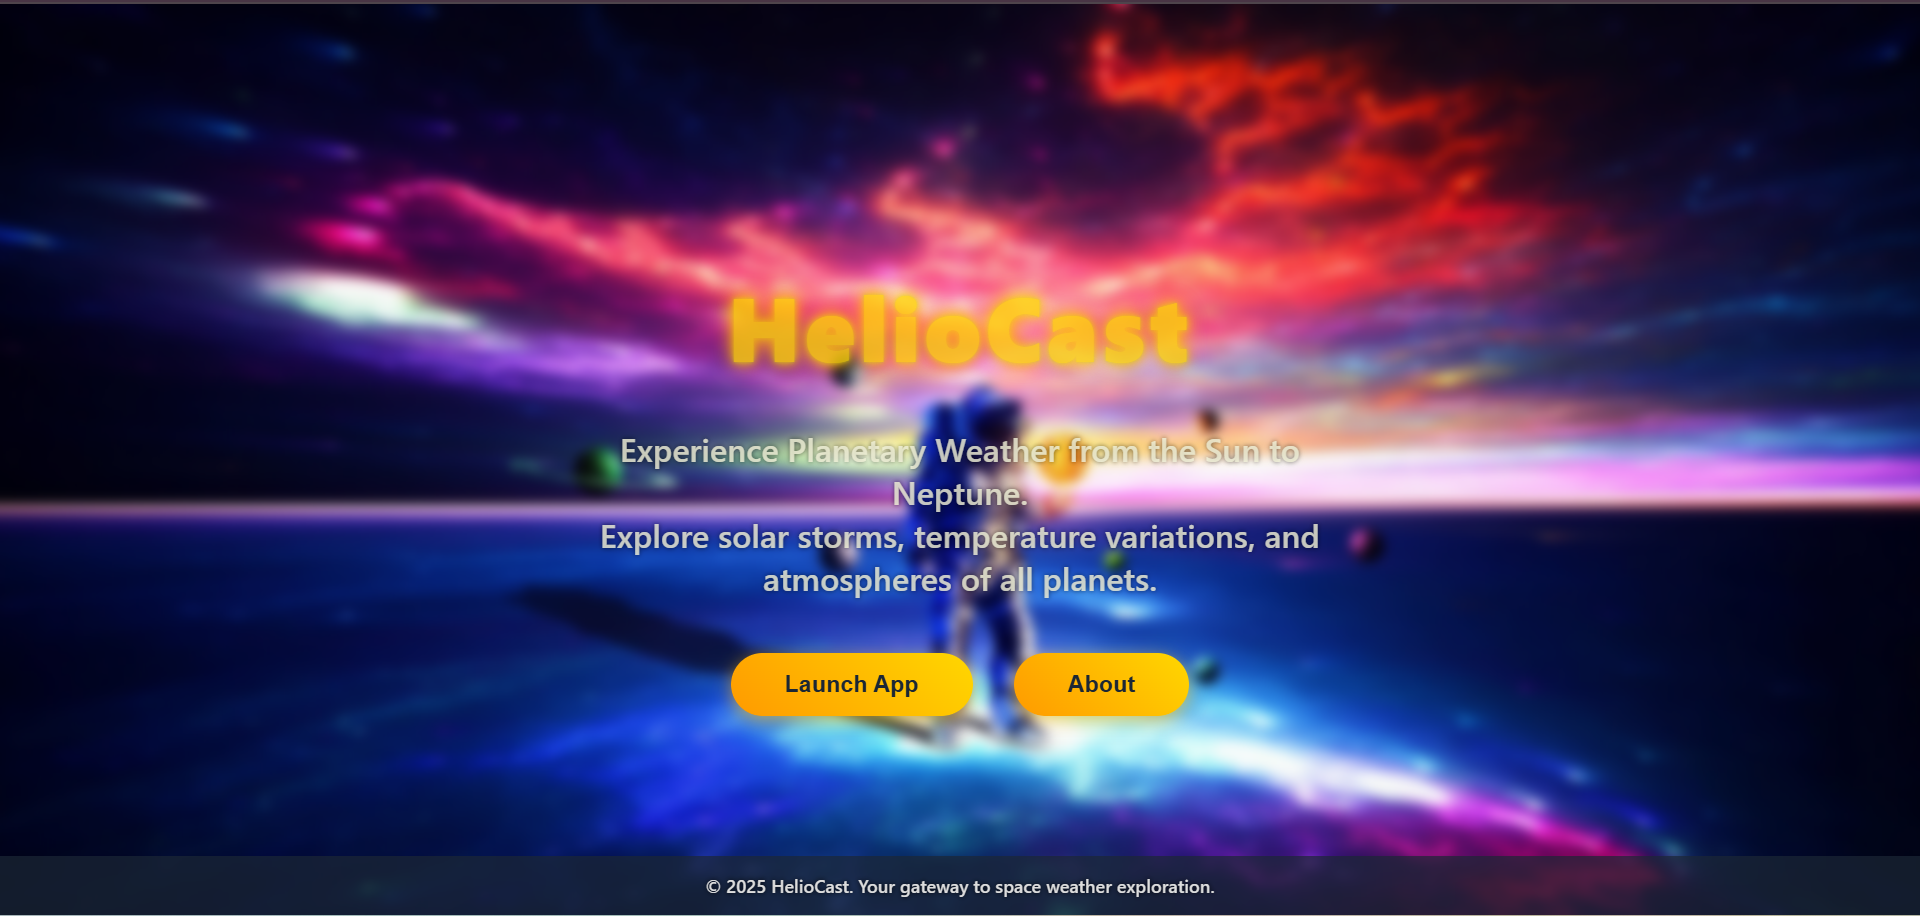 HelioCast
Experience Planetary Weather from the Sun to
Neptune.
Explore solar storms, temperature variations, and
atmospheres of all planets.
Launch App
About
© 2025 HelioCast. Your gateway to space weather exploration.